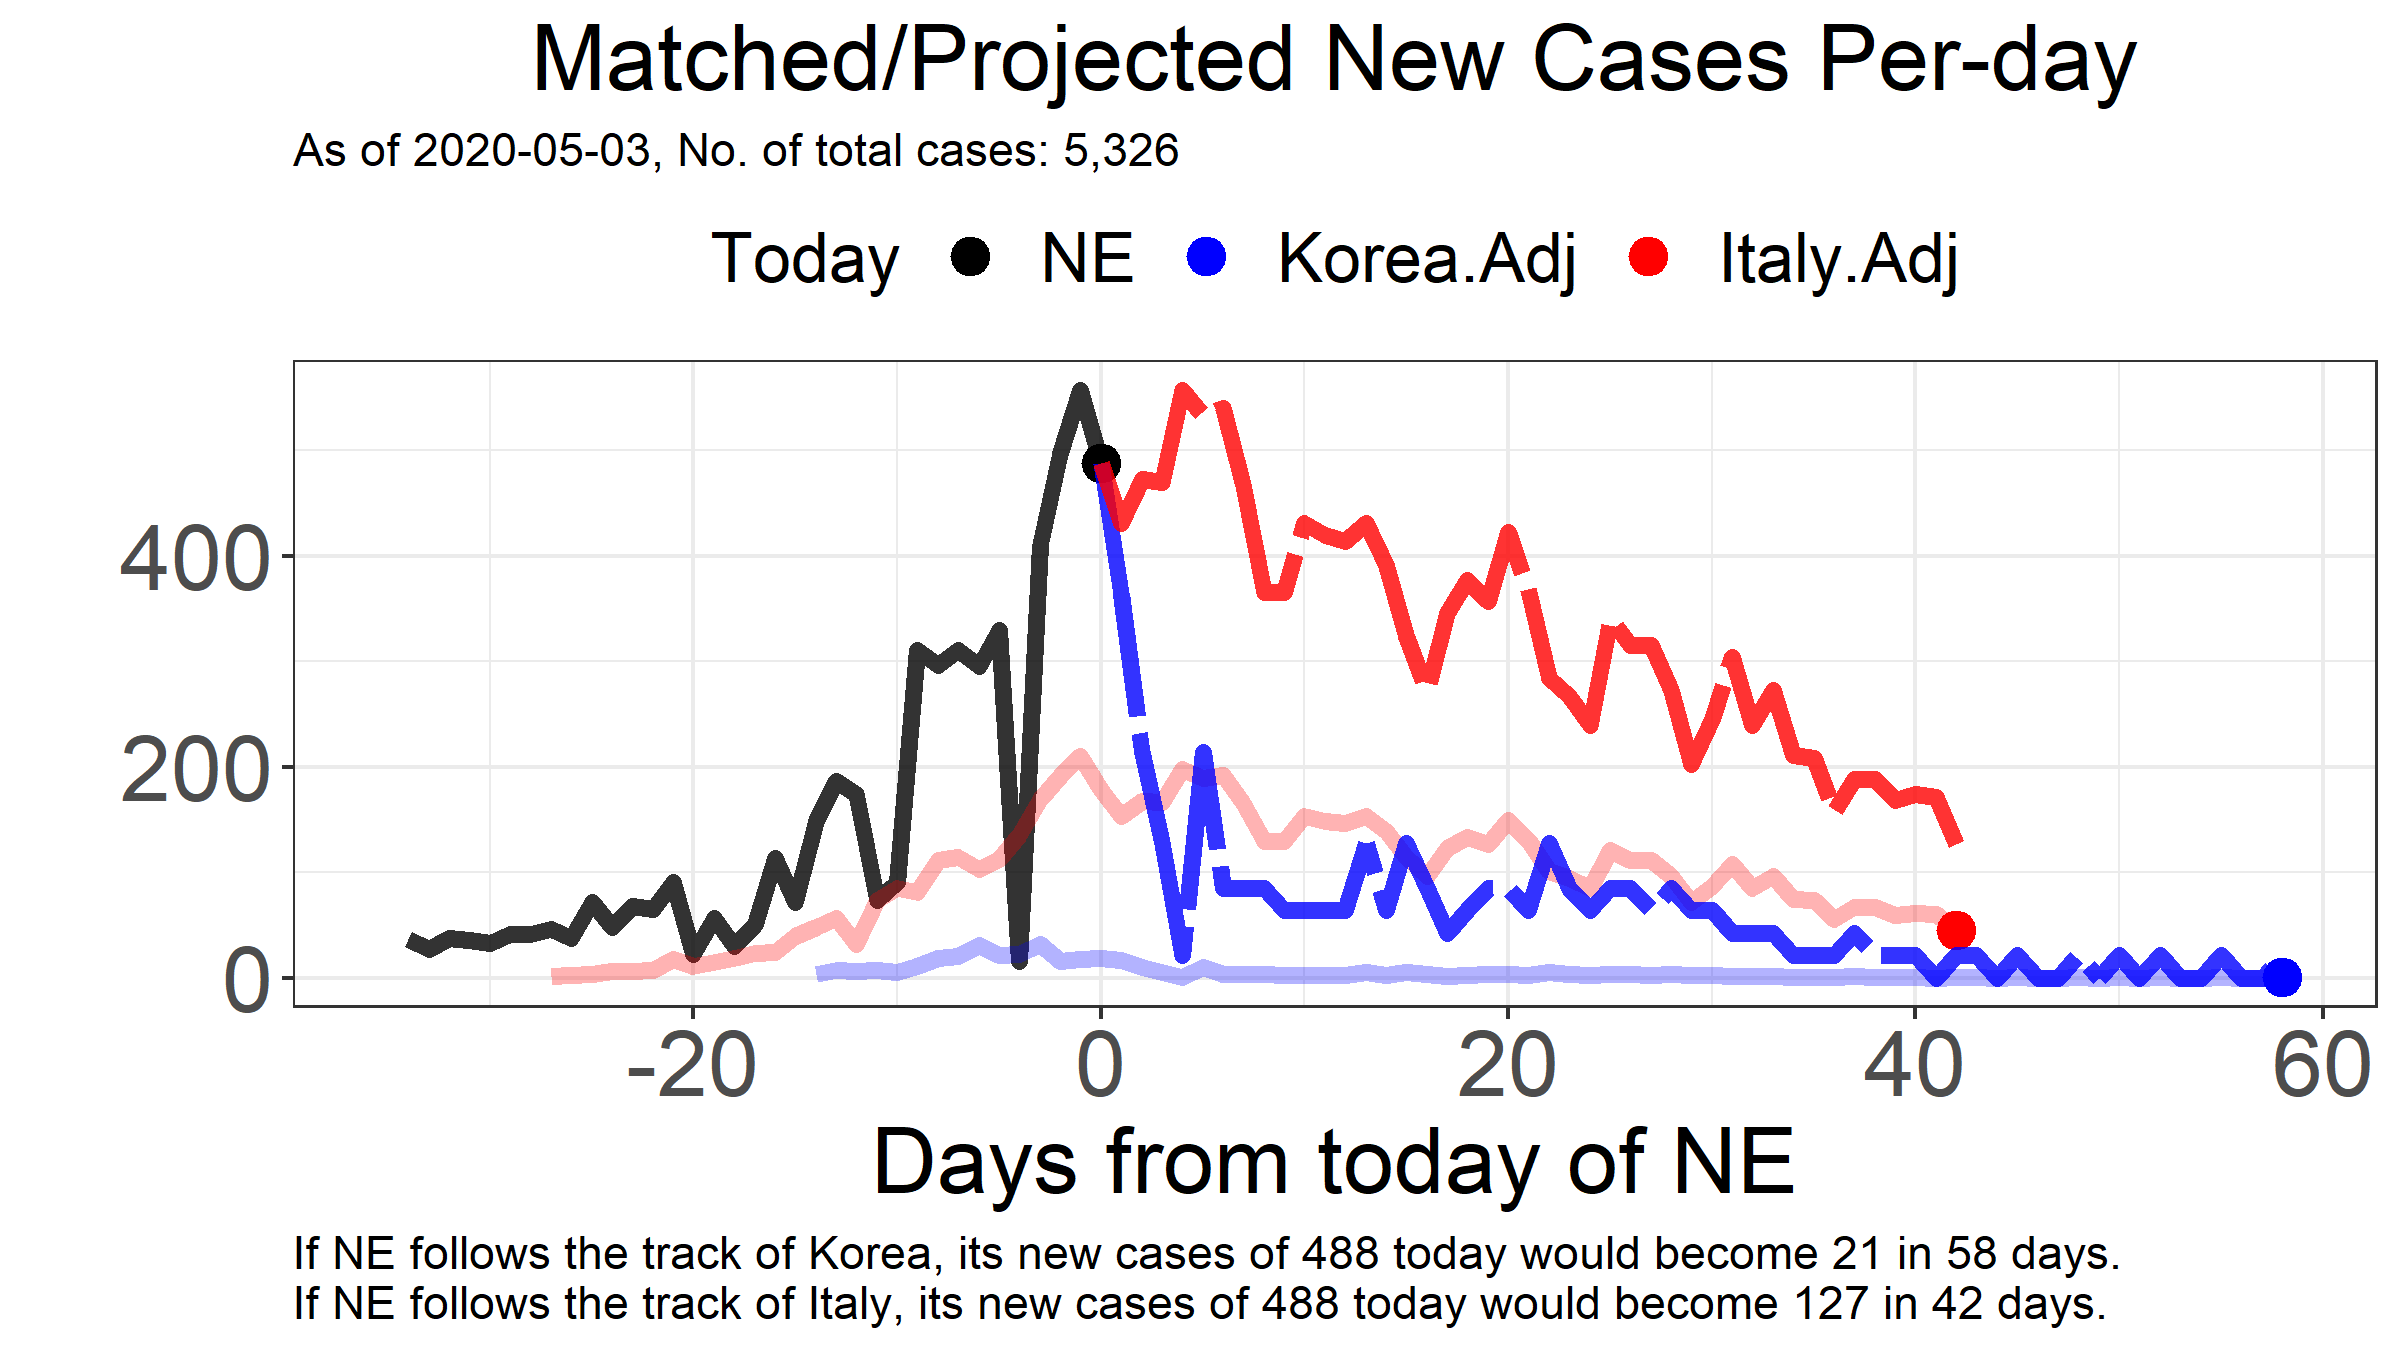 Matched/Projected New Cases Per-day
As of 2020-05-03, No. of total cases: 5,326
Today NE Korea.Adj Italy.Adj
400
200
0
-20 0 20 40 60
Days from today of NE
If NE follows the track of Korea, its new cases of 488 today would become 21 in 58 days.
If NE follows the track of Italy, its new cases of 488 today would become 127 in 42 days.